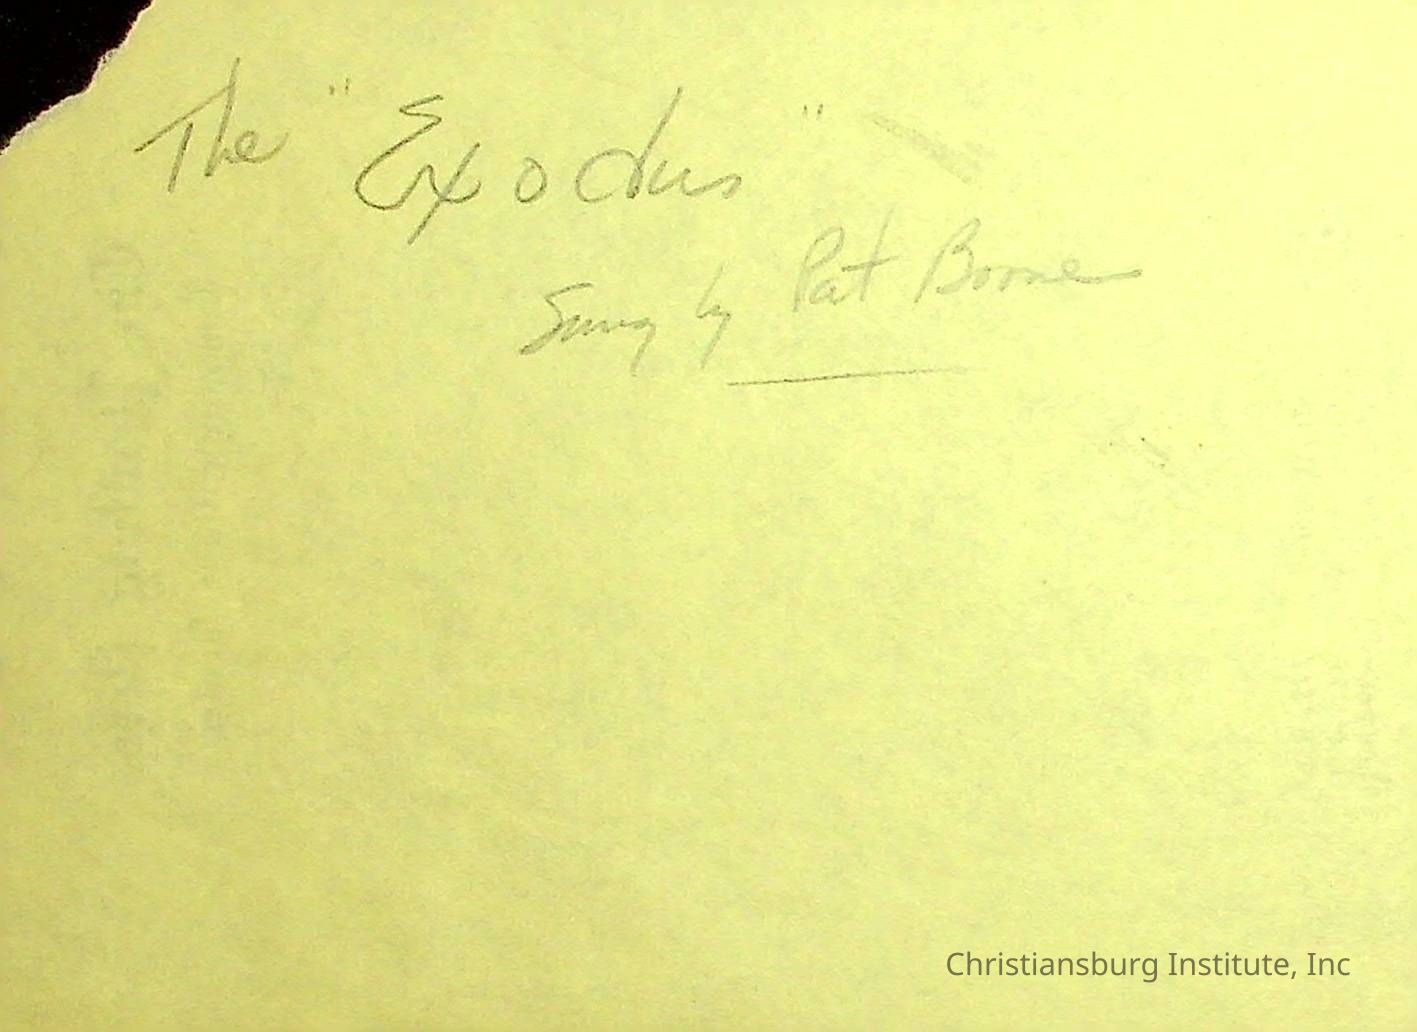 The "Exodus"
Sung by Pat Boone
Christiansburg Institute, Inc